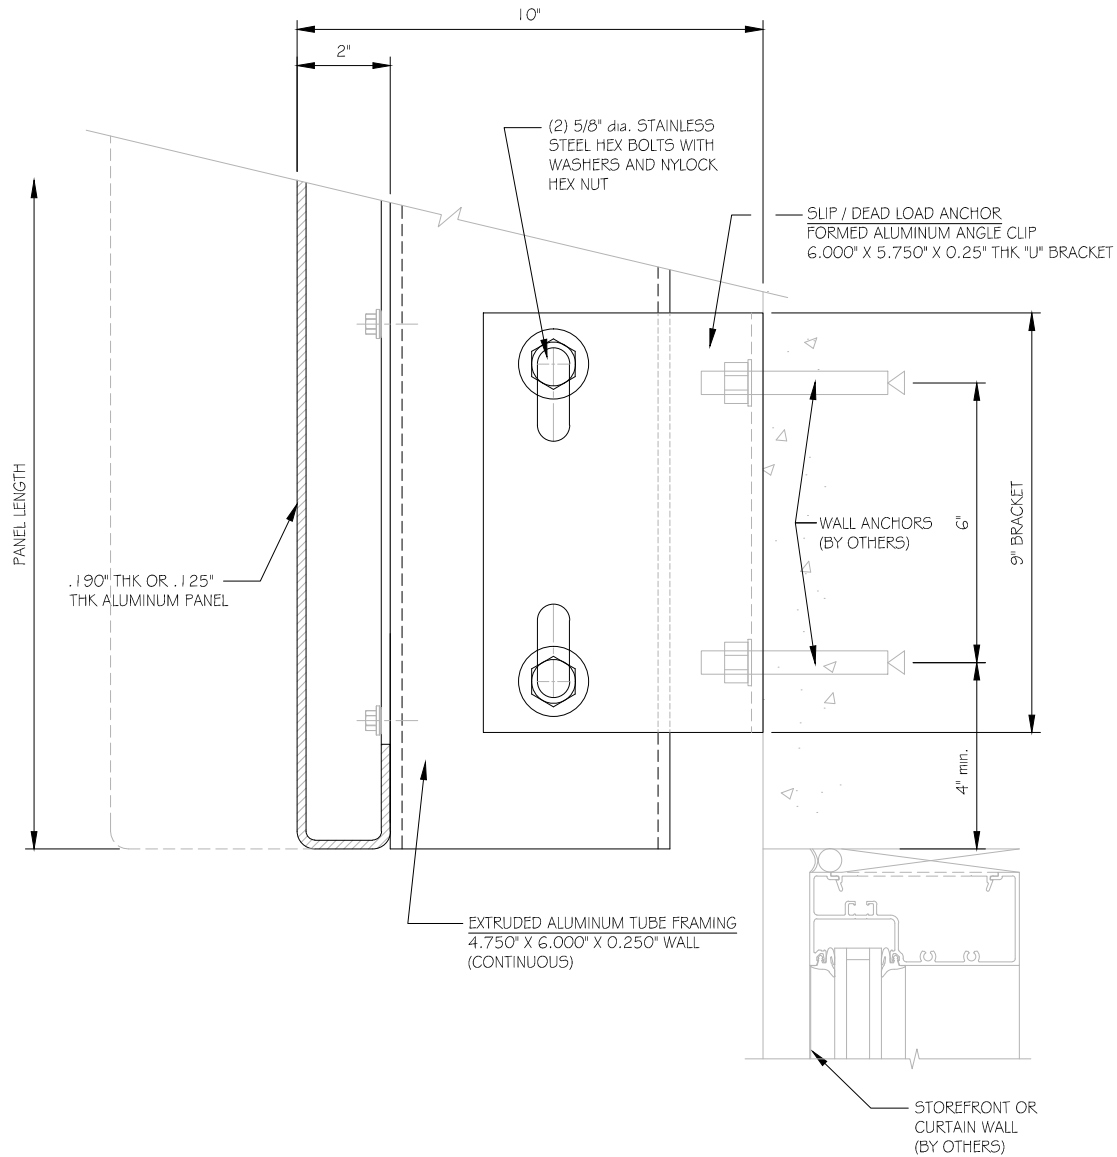 10"
2"
(2) 5/8" dia. STAINLESS
STEEL HEX BOLTS WITH
WASHERS AND NYLOCK
HEX NUT
SLIP / DEAD LOAD ANCHOR
FORMED ALUMINUM ANGLE CLIP
6.000" X 5.750" X 0.25" THK "U" BRACKET
PANEL LENGTH
.190" THK OR .125"
THK ALUMINUM PANEL
WALL ANCHORS
(BY OTHERS)
6"
9" BRACKET
4" min.
EXTRUDED ALUMINUM TUBE FRAMING
4.750" X 6.000" X 0.250" WALL
(CONTINUOUS)
STOREFRONT OR
CURTAIN WALL
(BY OTHERS)